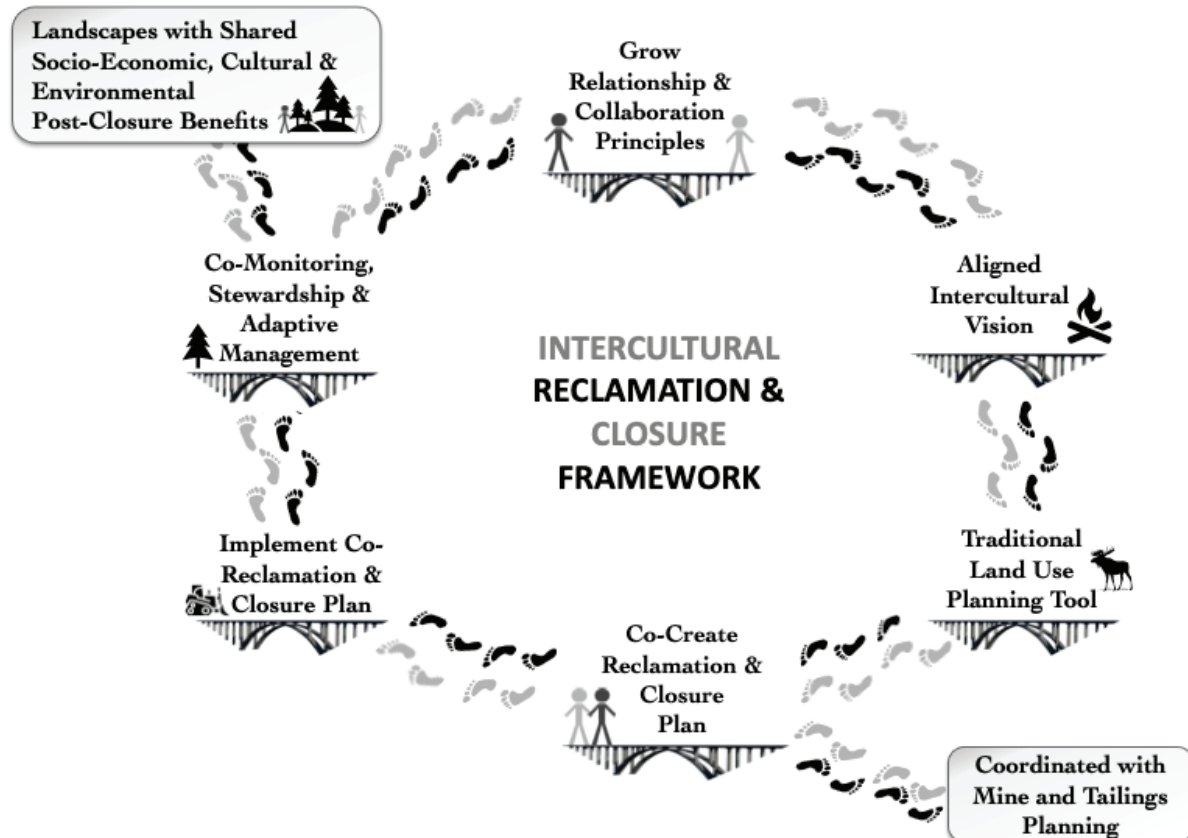 Landscapes with Shared
Socio-Economic, Cultural &
Environmental
Post-Closure Benefits
Grow
Relationship &
Collaboration
Principles
Aligned
Intercultural
Vision
Traditional
Land Use
Planning Tool
Co-Create
Reclamation &
Closure
Plan
Coordinated with
Mine and Tailings
Planning
Implement Co-
Reclamation &
Closure Plan
Co-Monitoring,
Stewardship &
Adaptive
Management
INTERCULTURAL
RECLAMATION &
CLOSURE
FRAMEWORK